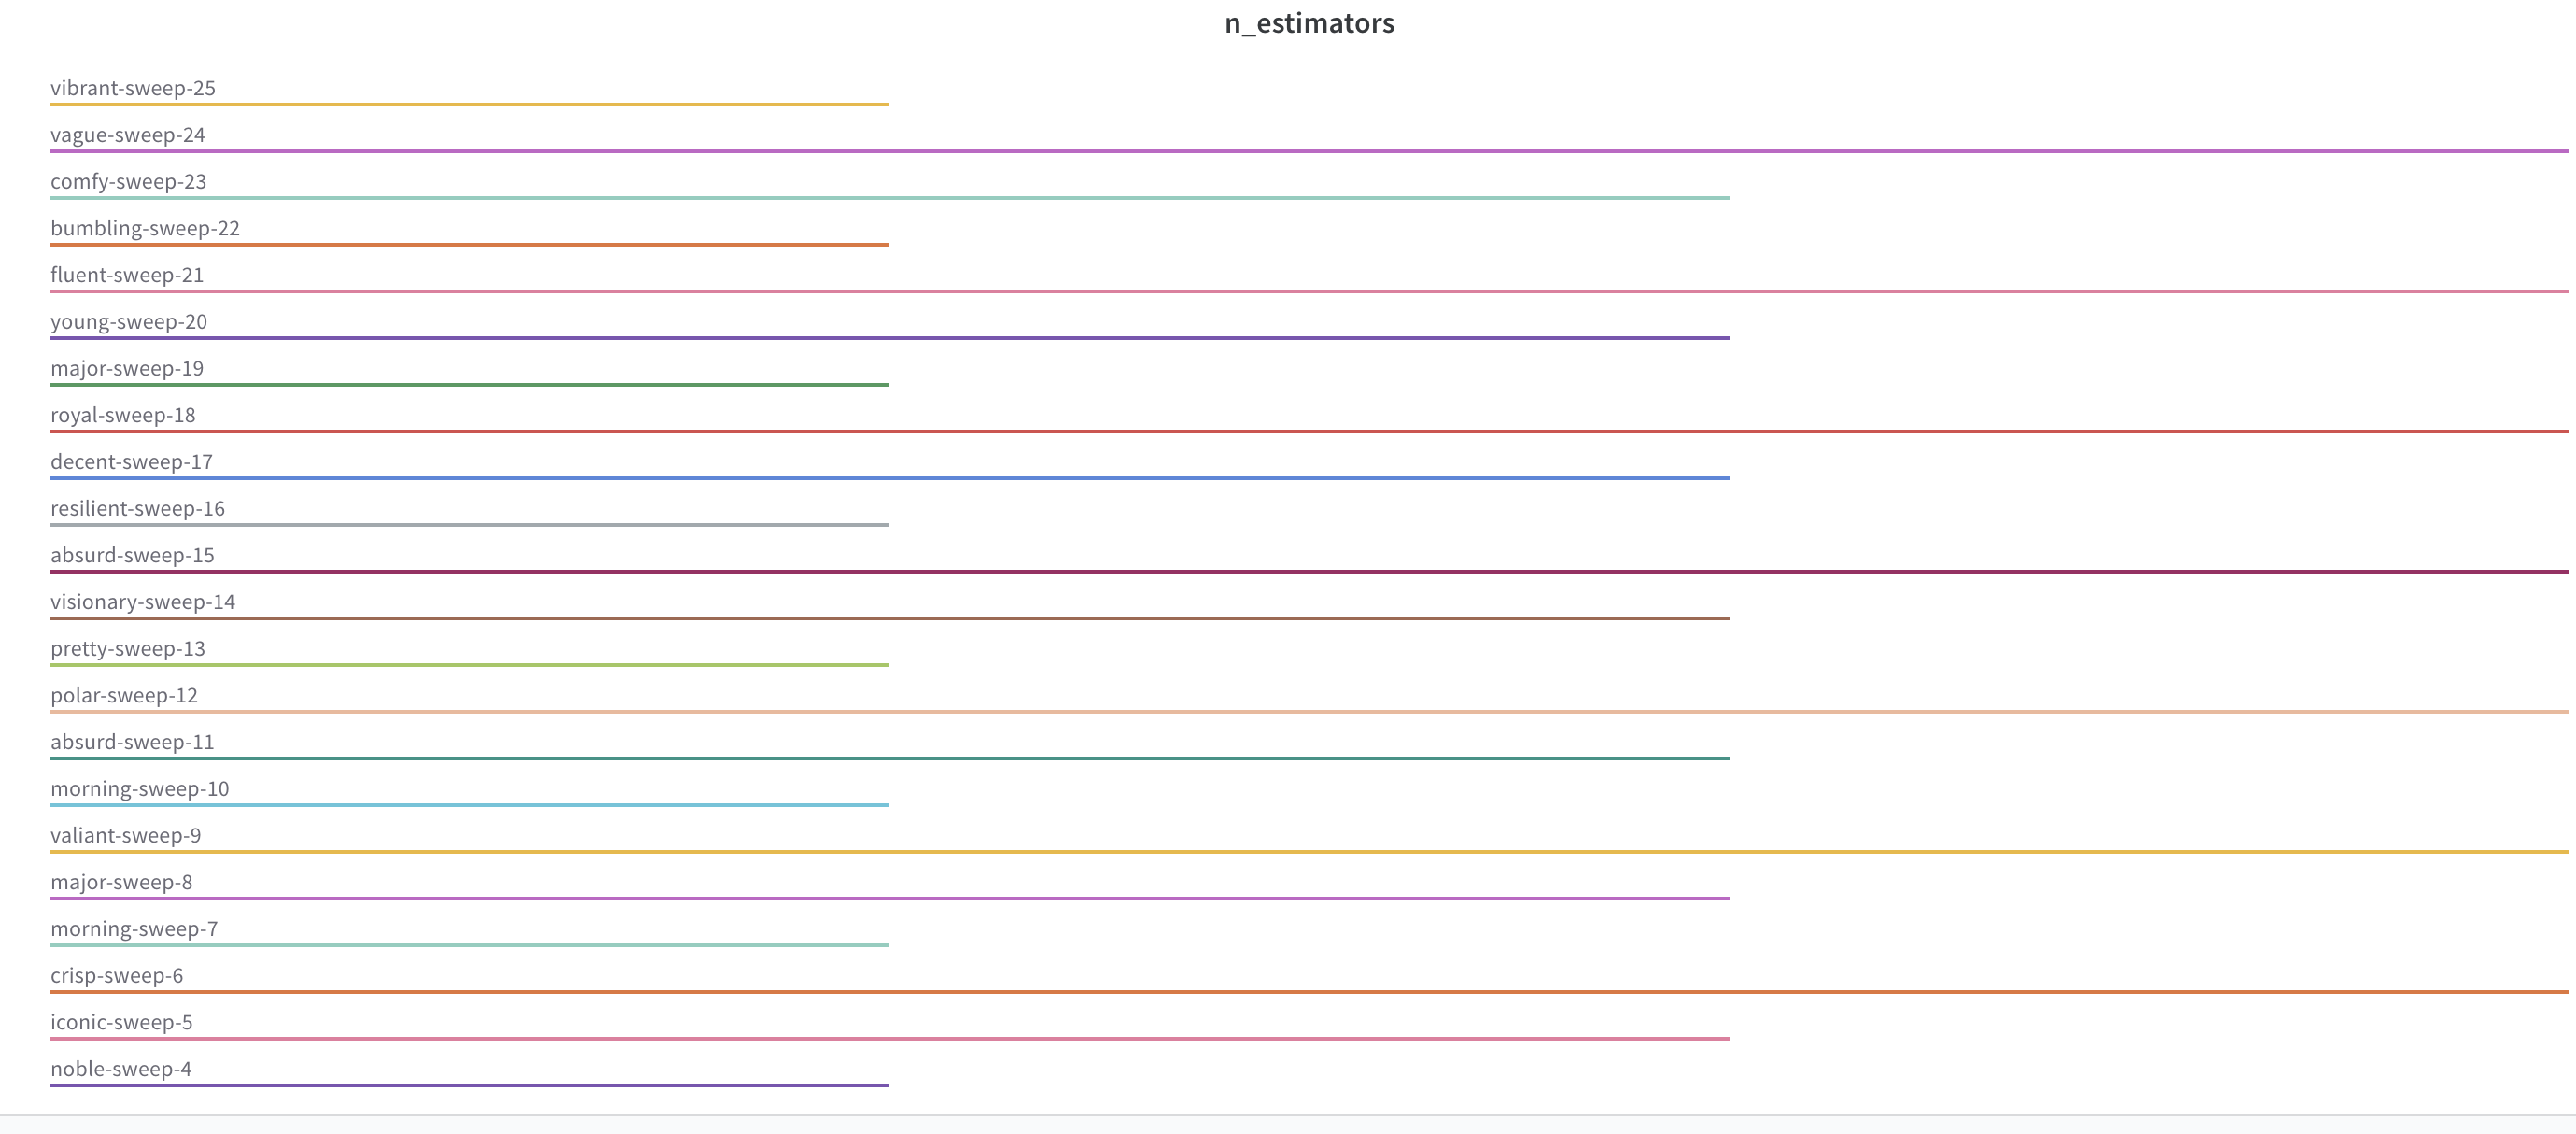 n_estimators
vibrant-sweep-25
vague-sweep-24
comfy-sweep-23
bumbling-sweep-22
fluent-sweep-21
young-sweep-20
major-sweep-19
royal-sweep-18
decent-sweep-17
resilient-sweep-16
absurd-sweep-15
visionary-sweep-14
pretty-sweep-13
polar-sweep-12
absurd-sweep-11
morning-sweep-10
valiant-sweep-9
major-sweep-8
morning-sweep-7
crisp-sweep-6
iconic-sweep-5
noble-sweep-4